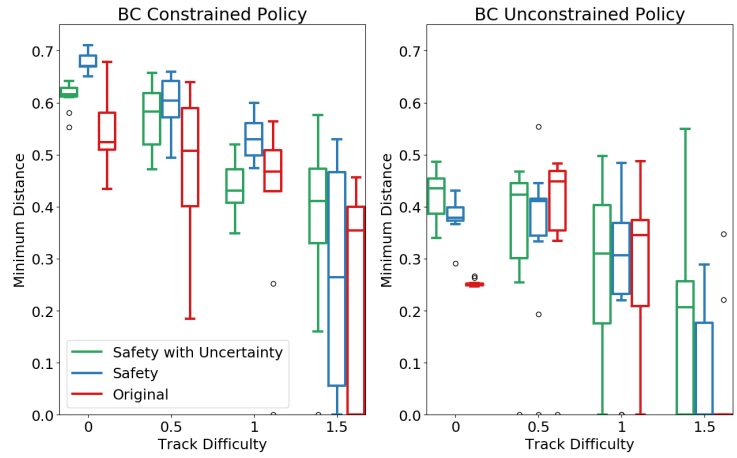 BC Constrained Policy
BC Unconstrained Policy
Minimum Distance
0.7
0.6
0.5
0.4
0.3
0.2
0.1
0.0
Safety with Uncertainty
Safety
Original
0 0.5 1 1.5
Track Difficulty
Minimum Distance
0.7
0.6
0.5
0.4
0.3
0.2
0.1
0.0
0 0.5 1 1.5
Track Difficulty